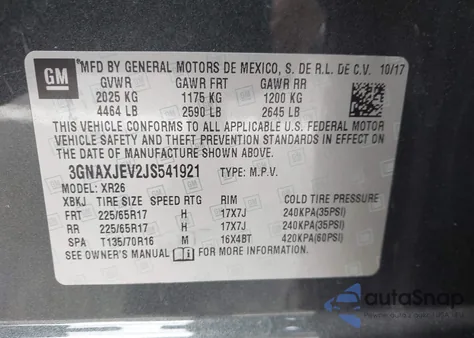 GM
MFD BY GENERAL MOTORS DE MEXICO, S. DE R.L. DE C.V. 10/17
GVWR GAWR FRT GAWR RR
2025 KG 1175 KG 1200 KG
4464 LB 2590 LB 2645 LB
THIS VEHICLE CONFORMS TO ALL APPLICABLE U.S. FEDERAL MOTOR
VEHICLE SAFETY, BUMPER, AND THEFT PREVENTION STANDARDS IN EFFECT
ON THE DATE OF MANUFACTURE SHOWN ABOVE.
3GNAXJEV2JS541921 TYPE: M.P.V.
MODEL: XR26
XBKJ TIRE SIZE SPEED RTG RIM COLD TIRE PRESSURE
FRT 225/65R17 H 17X7J 240KPA(35PSI)
RR 225/65R17 H 17X7J 240KPA(35PSI)
SPA T135/70R16 M 16X4BT 420KPA(60PSI)
SEE OWNER'S MANUAL FOR ADDITIONAL INFORMATION
autoSnap